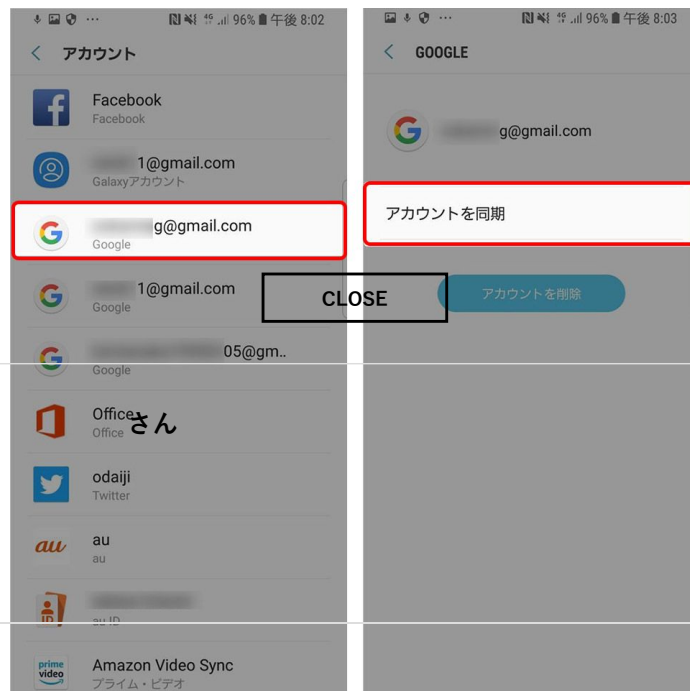 96% 午後 8:02
アカウント
Facebook
Facebook
1@gmail.com
Galaxyアカウント
g@gmail.com
Google
1@gmail.com
Google
05@gm..
Google
Office
Office
さん
odaiji
Twitter
au
au
au
au ID
prime video
Amazon Video Sync
プライム・ビデオ
4G 96% 午後 8:03
GOOGLE
g@gmail.com
アカウントを同期
アカウントを削除
CLOSE